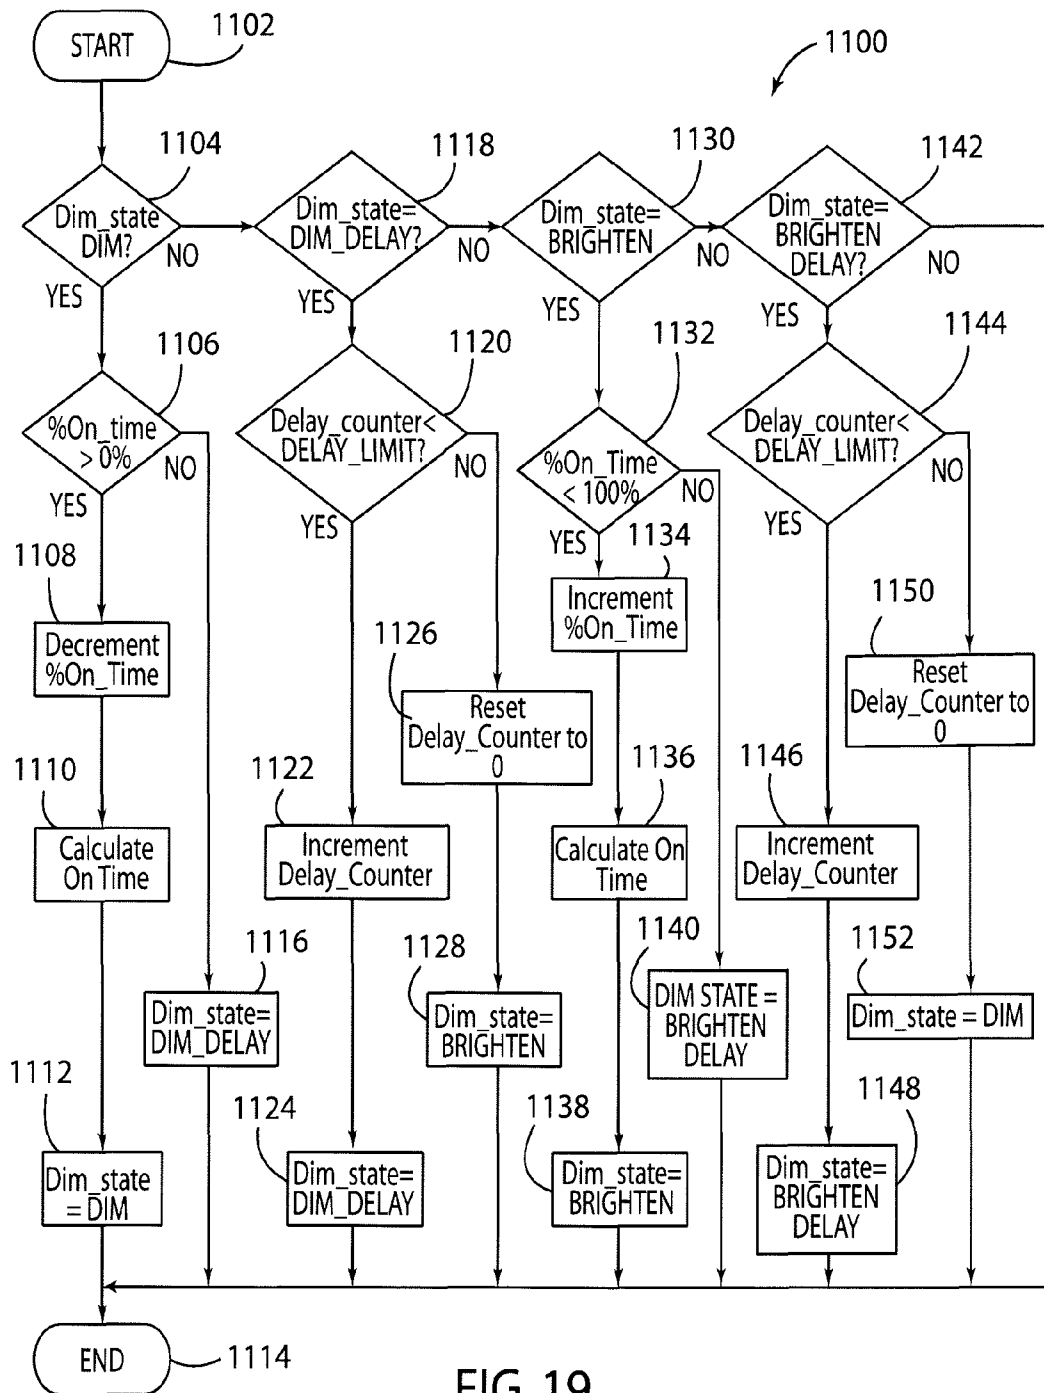 START
1102
1100
1104
Dim_state
DIM?
NO
YES
1118
Dim_state=
DIM_DELAY?
NO
YES
1130
Dim_state=
BRIGHTEN
NO
YES
1142
Dim_state=
BRIGHTEN
DELAY?
NO
YES
1106
%On_time
> 0%
NO
YES
1120
Delay_counter<
DELAY_LIMIT?
NO
YES
1132
%On_Time
< 100%
NO
YES
1144
Delay_counter<
DELAY_LIMIT?
NO
YES
1108
Decrement
%On_Time
1126
Reset
Delay_Counter to
0
1134
Increment
%On_Time
1150
Reset
Delay_Counter to
0
1110
Calculate
On Time
1122
Increment
Delay_Counter
1136
Calculate On
Time
1146
Increment
Delay_Counter
1116
Dim_state=
DIM_DELAY
1128
Dim_state=
BRIGHTEN
1140
DIM STATE =
BRIGHTEN
DELAY
1152
Dim_state = DIM
1112
Dim_state
= DIM
1124
Dim_state=
DIM_DELAY
1138
Dim_state=
BRIGHTEN
1148
Dim_state=
BRIGHTEN
DELAY
END
1114
FIG. 19